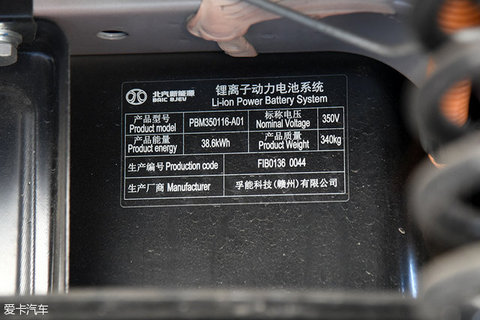 北汽新能源 锂离子动力电池系统
BAIC BJEV Li-ion Power Battery System
产品型号 PBM350116-A01 标称电压 350V
Product model Nominal Voltage
产品能量 38.6kWh 产品质量 340kg
Product energy Product Weight
生产编号 Production code FIB0136 0044
生产厂商 Manufacturer 孚能科技(赣州)有限公司
爱卡汽车